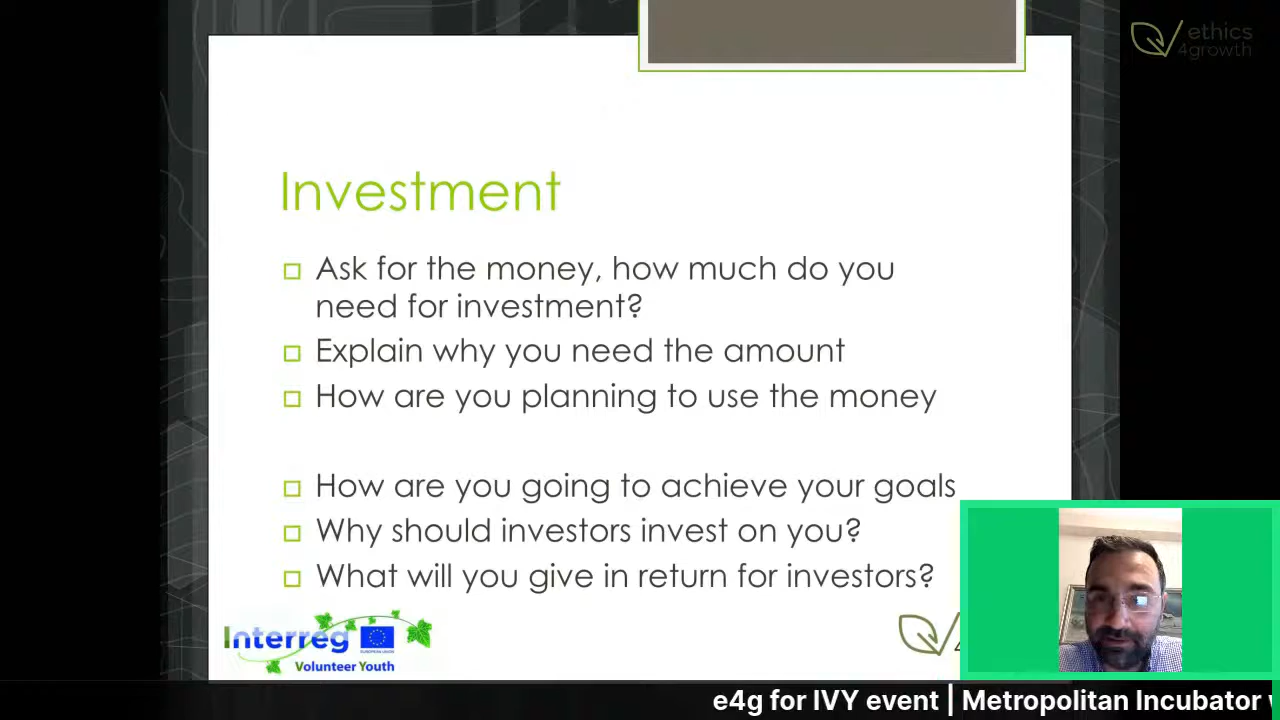 ethics
4growth
Investment
Ask for the money, how much do you
need for investment?
Explain why you need the amount
How are you planning to use the money
How are you going to achieve your goals
Why should investors invest on you?
What will you give in return for investors?
Interreg
EUROPEAN UNION
Volunteer Youth
e4g for IVY event | Metropolitan Incubator